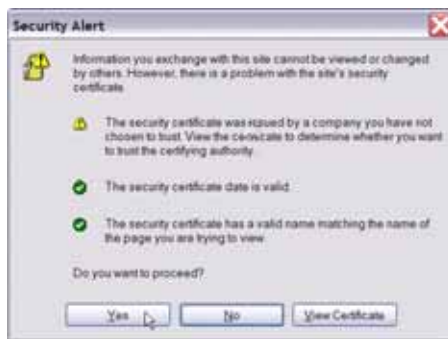 Security Alert
Information you exchange with this site cannot be viewed or changed
by others. However, there is a problem with the site's security
certificate.
The security certificate was issued by a company you have not
chosen to trust. View the certificate to determine whether you want
to trust the certifying authority.
The security certificate date is valid.
The security certificate has a valid name matching the name of
the page you are trying to view.
Do you want to proceed?
Yes No View Certificate